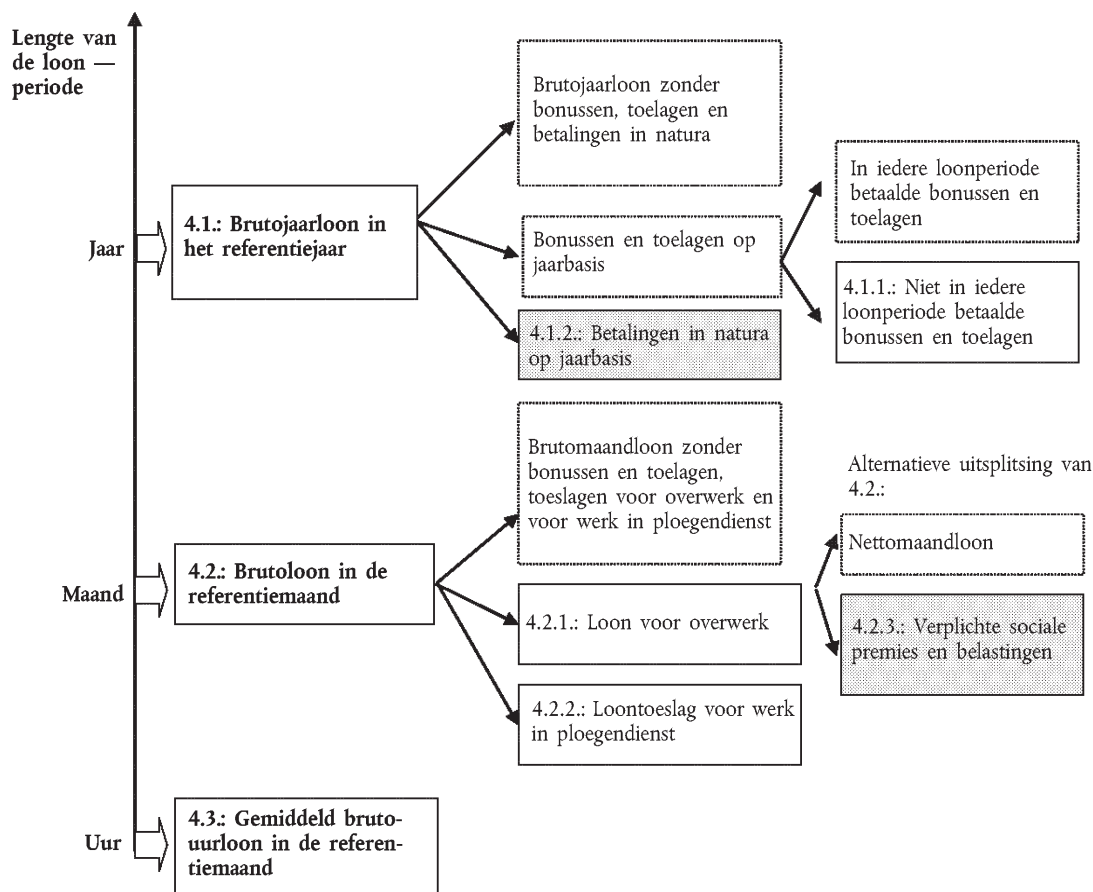 Lengte van
de loon —
periode
Brutojaarloon zonder
bonussen, toelagen en
betalingen in natura
In iedere loonperiode
betaalde bonussen en
toelagen
Jaar
4.1.: Brutojaarloon in
het referentiejaar
Bonussen en toelagen op
jaarbasis
4.1.1.: Niet in iedere
loonperiode betaalde
bonussen en toelagen
4.1.2.: Betalingen in natura
op jaarbasis
Brutomaandloon zonder
bonussen en toelagen,
toeslagen voor overwerk en
voor werk in ploegendienst
Alternatieve uitsplitsing van
4.2.:
Nettomaandloon
Maand
4.2.: Brutoloon in de
referentiemaand
4.2.1.: Loon voor overwerk
4.2.3.: Verplichte sociale
premies en belastingen
4.2.2.: Loontoeslag voor werk
in ploegendienst
Uur
4.3.: Gemiddeld bruto-
uurloon in de referen-
tiemaand